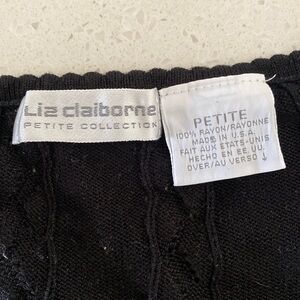 Liz claiborne
PETITE COLLECTION
PETITE
100% RAYON/RAYONNE
MADE IN U.S.A.
FAIT AUX ETATS-UNIS
HECHO EN EE.UU.
OVER/AU VERSO ↓